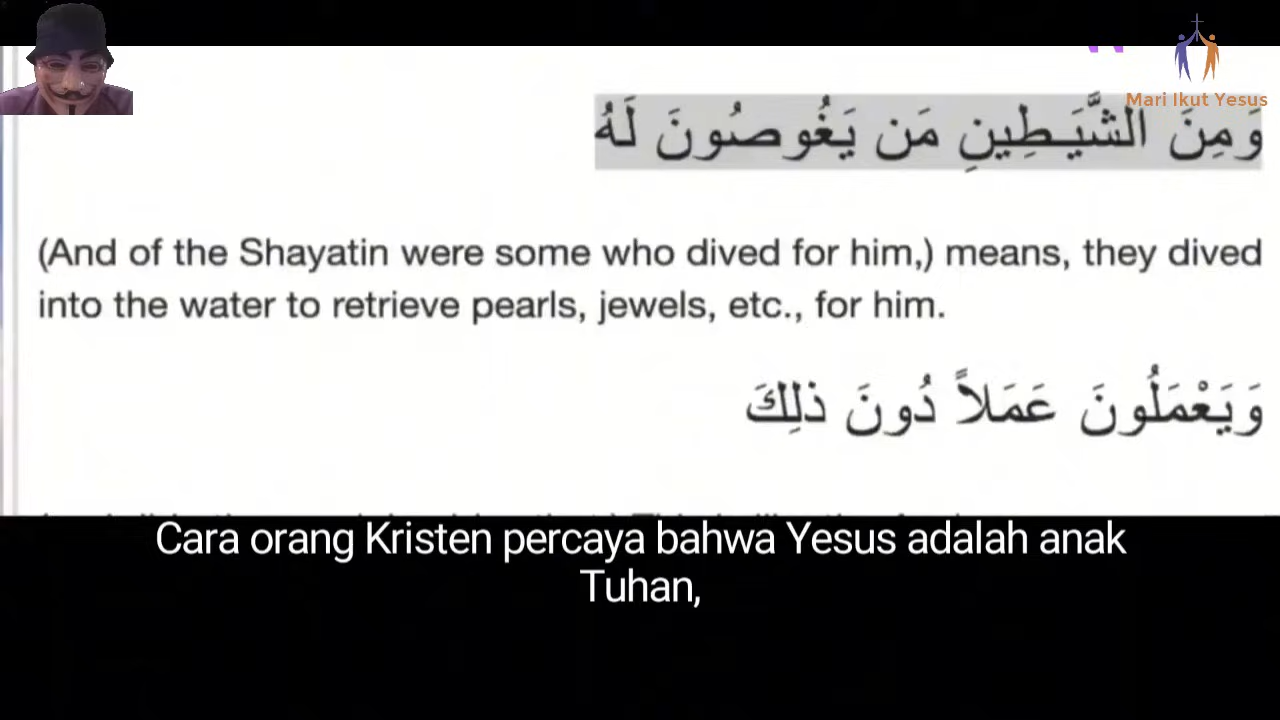 Mari Ikut Yesus
وَمِنَ الشَّيَـطِينِ مَن يَغُوصُونَ لَهُ
(And of the Shayatin were some who dived for him,) means, they dived
into the water to retrieve pearls, jewels, etc., for him.
وَيَعْمَلُونَ عَمَلاً دُونَ ذلِكَ
Cara orang Kristen percaya bahwa Yesus adalah anak
Tuhan,